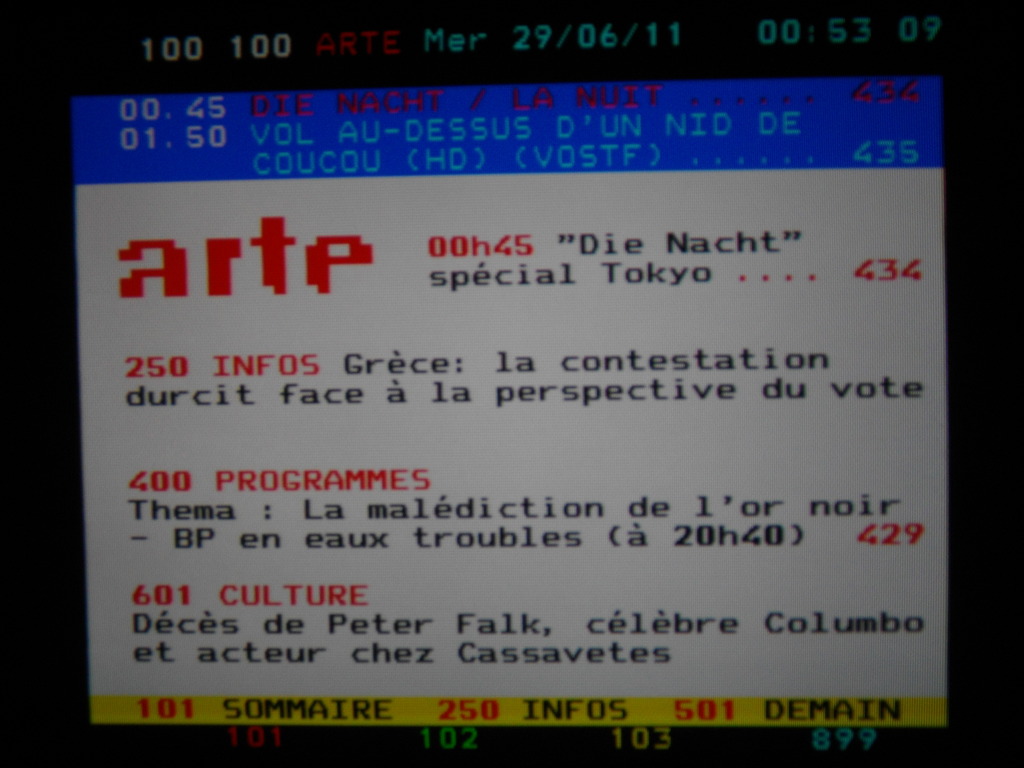 100 100 ARTE Mer 29/06/11 00:53 09
00.45 DIE NACHT / LA NUIT ...... 434
01.50 VOL AU-DESSUS D'UN NID DE
COUCOU (HD) (VOSTF) ...... 435
arte
00h45 "Die Nacht"
spécial Tokyo .... 434
250 INFOS Grèce: la contestation
durcit face à la perspective du vote
400 PROGRAMMES
Thema : La malédiction de l'or noir
- BP en eaux troubles (à 20h40) 429
601 CULTURE
Décès de Peter Falk, célèbre Columbo
et acteur chez Cassavetes
101 SOMMAIRE 250 INFOS 501 DEMAIN
101 102 103 899